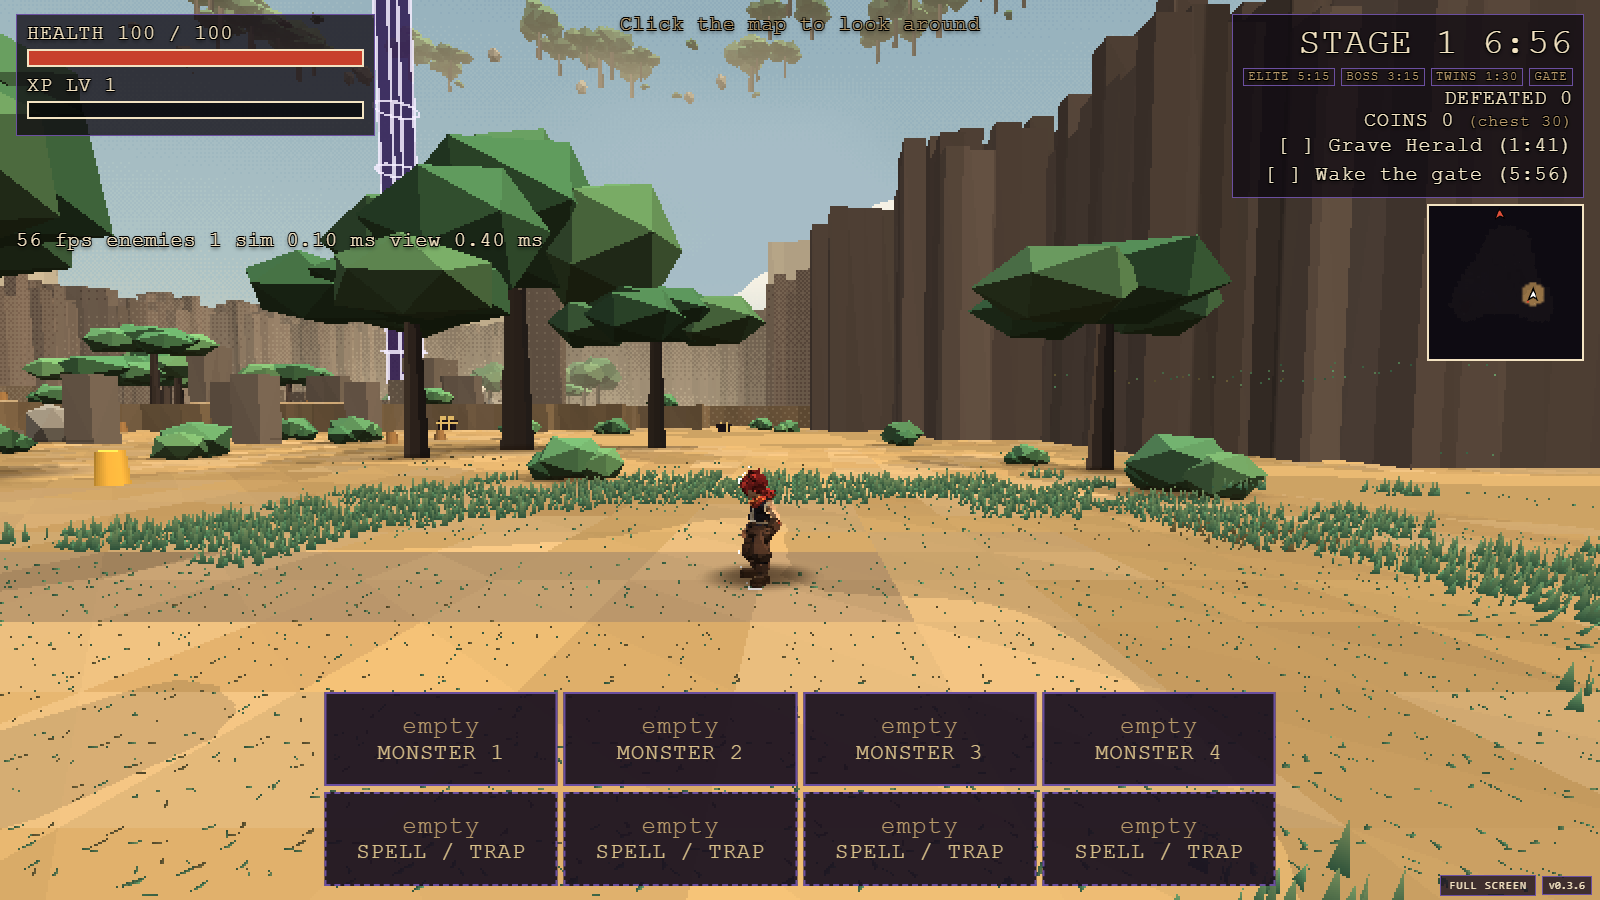 HEALTH 100 / 100
XP LV 1
Click the map to look around
STAGE 1 6:56
ELITE 5:15 BOSS 3:15 TWINS 1:30 GATE
DEFEATED 0
COINS 0 (chest 30)
[ ] Grave Herald (1:41)
[ ] Wake the gate (5:56)
56 fps enemies 1 sim 0.10 ms view 0.40 ms
empty empty empty empty
MONSTER 1 MONSTER 2 MONSTER 3 MONSTER 4
empty empty empty empty
SPELL / TRAP SPELL / TRAP SPELL / TRAP SPELL / TRAP
FULL SCREEN v0.3.6